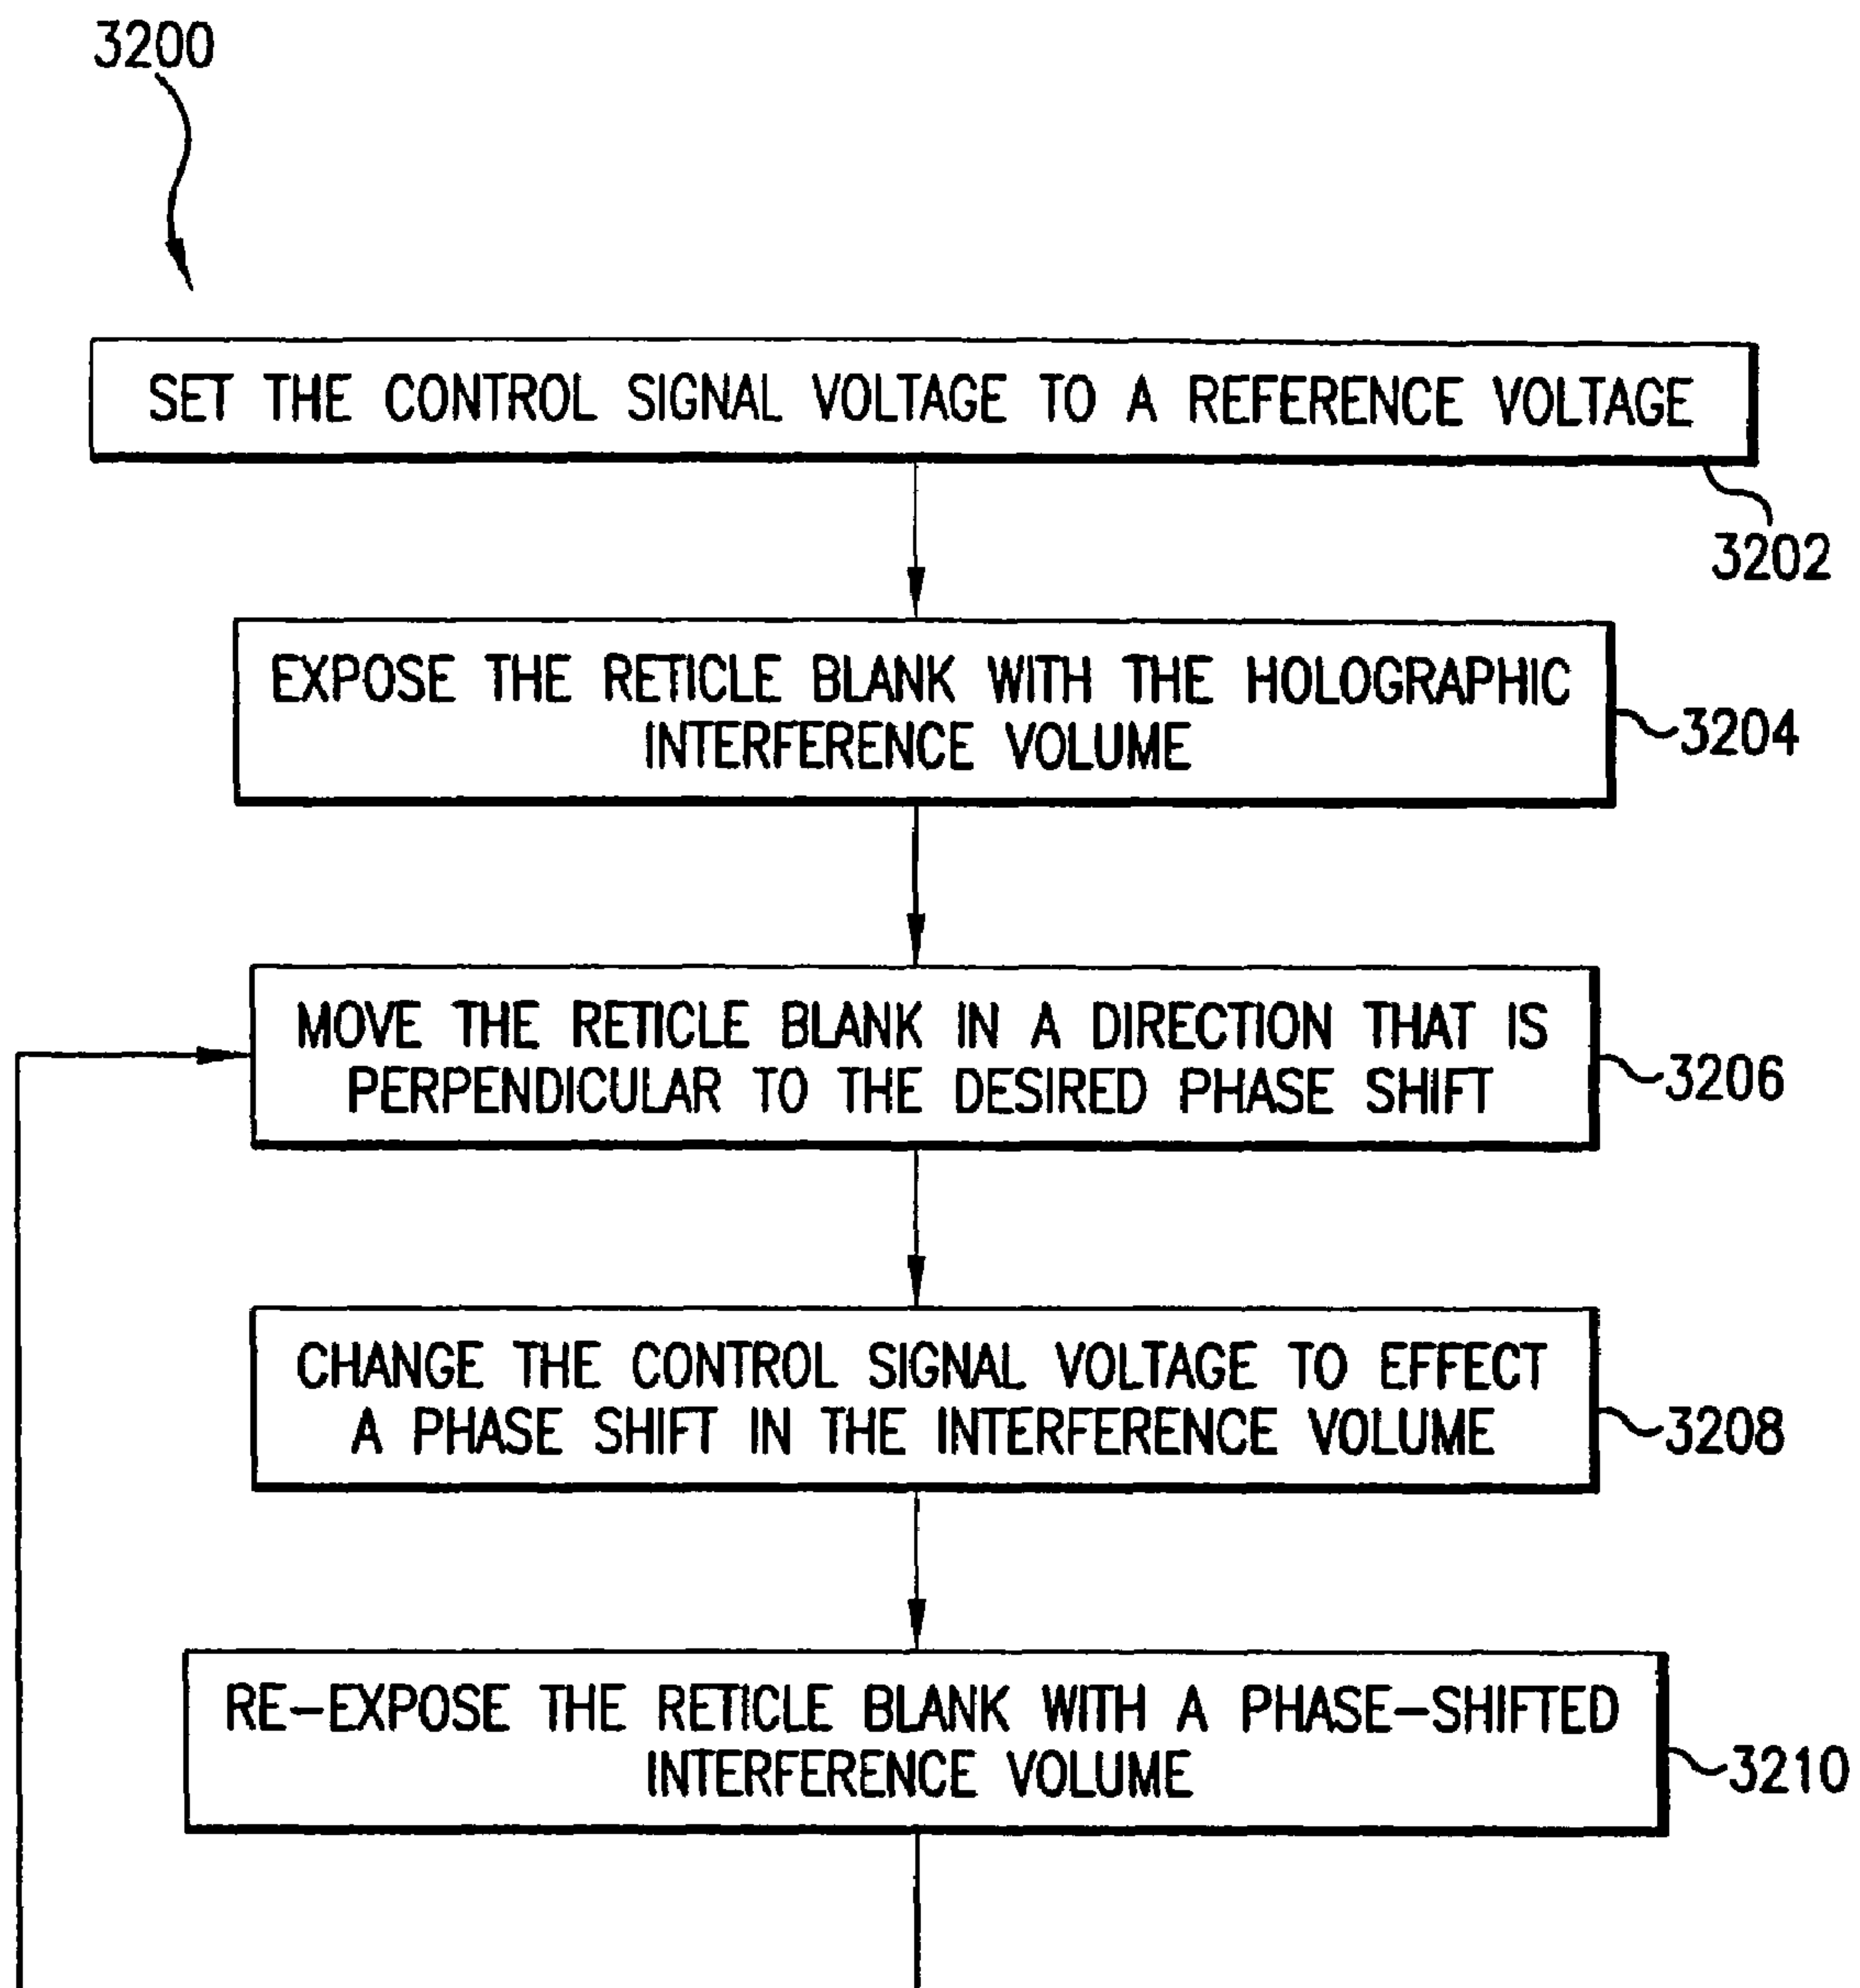 3200
SET THE CONTROL SIGNAL VOLTAGE TO A REFERENCE VOLTAGE
3202
EXPOSE THE RETICLE BLANK WITH THE HOLOGRAPHIC
INTERFERENCE VOLUME
3204
MOVE THE RETICLE BLANK IN A DIRECTION THAT IS
PERPENDICULAR TO THE DESIRED PHASE SHIFT
3206
CHANGE THE CONTROL SIGNAL VOLTAGE TO EFFECT
A PHASE SHIFT IN THE INTERFERENCE VOLUME
3208
RE-EXPOSE THE RETICLE BLANK WITH A PHASE-SHIFTED
INTERFERENCE VOLUME
3210